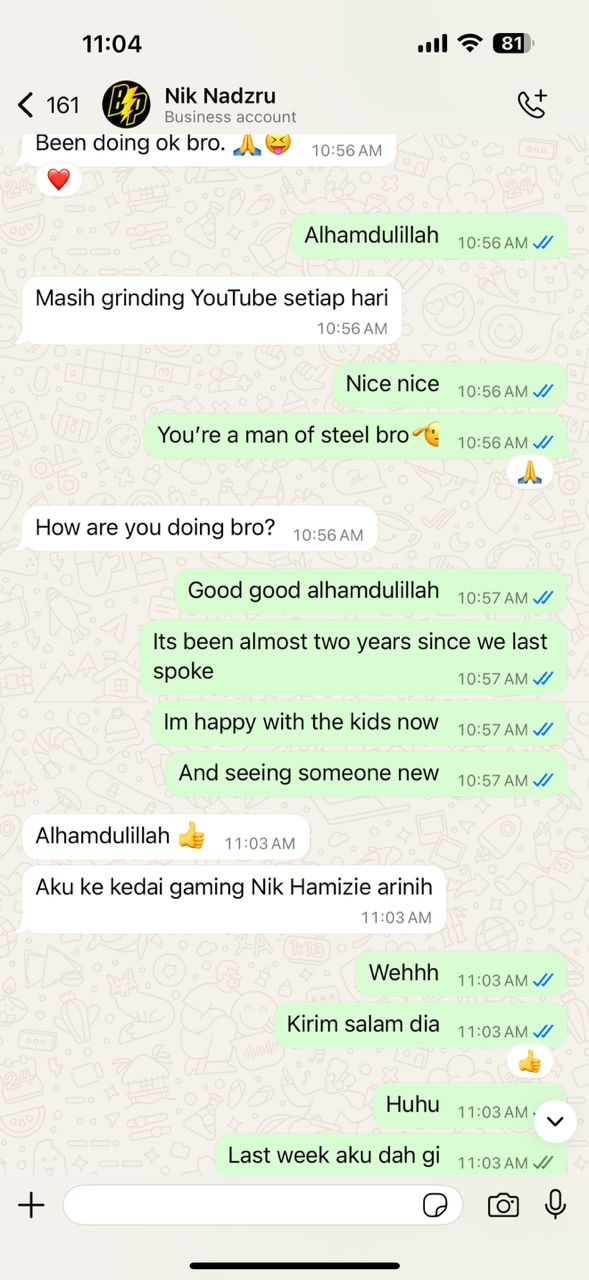 11:04
81
161
Nik Nadzru
Business account
Been doing ok bro. 🙏😝 10:56 AM
❤️
Alhamdulillah 10:56 AM
Masih grinding YouTube setiap hari
10:56 AM
Nice nice 10:56 AM
You're a man of steel bro🫡 10:56 AM
🙏
How are you doing bro? 10:56 AM
Good good alhamdulillah 10:57 AM
Its been almost two years since we last
spoke 10:57 AM
Im happy with the kids now 10:57 AM
And seeing someone new 10:57 AM
Alhamdulillah 👍 11:03 AM
Aku ke kedai gaming Nik Hamizie arinih
11:03 AM
Wehhh 11:03 AM
Kirim salam dia 11:03 AM
👍
Huhu 11:03 AM
Last week aku dah gi 11:03 AM